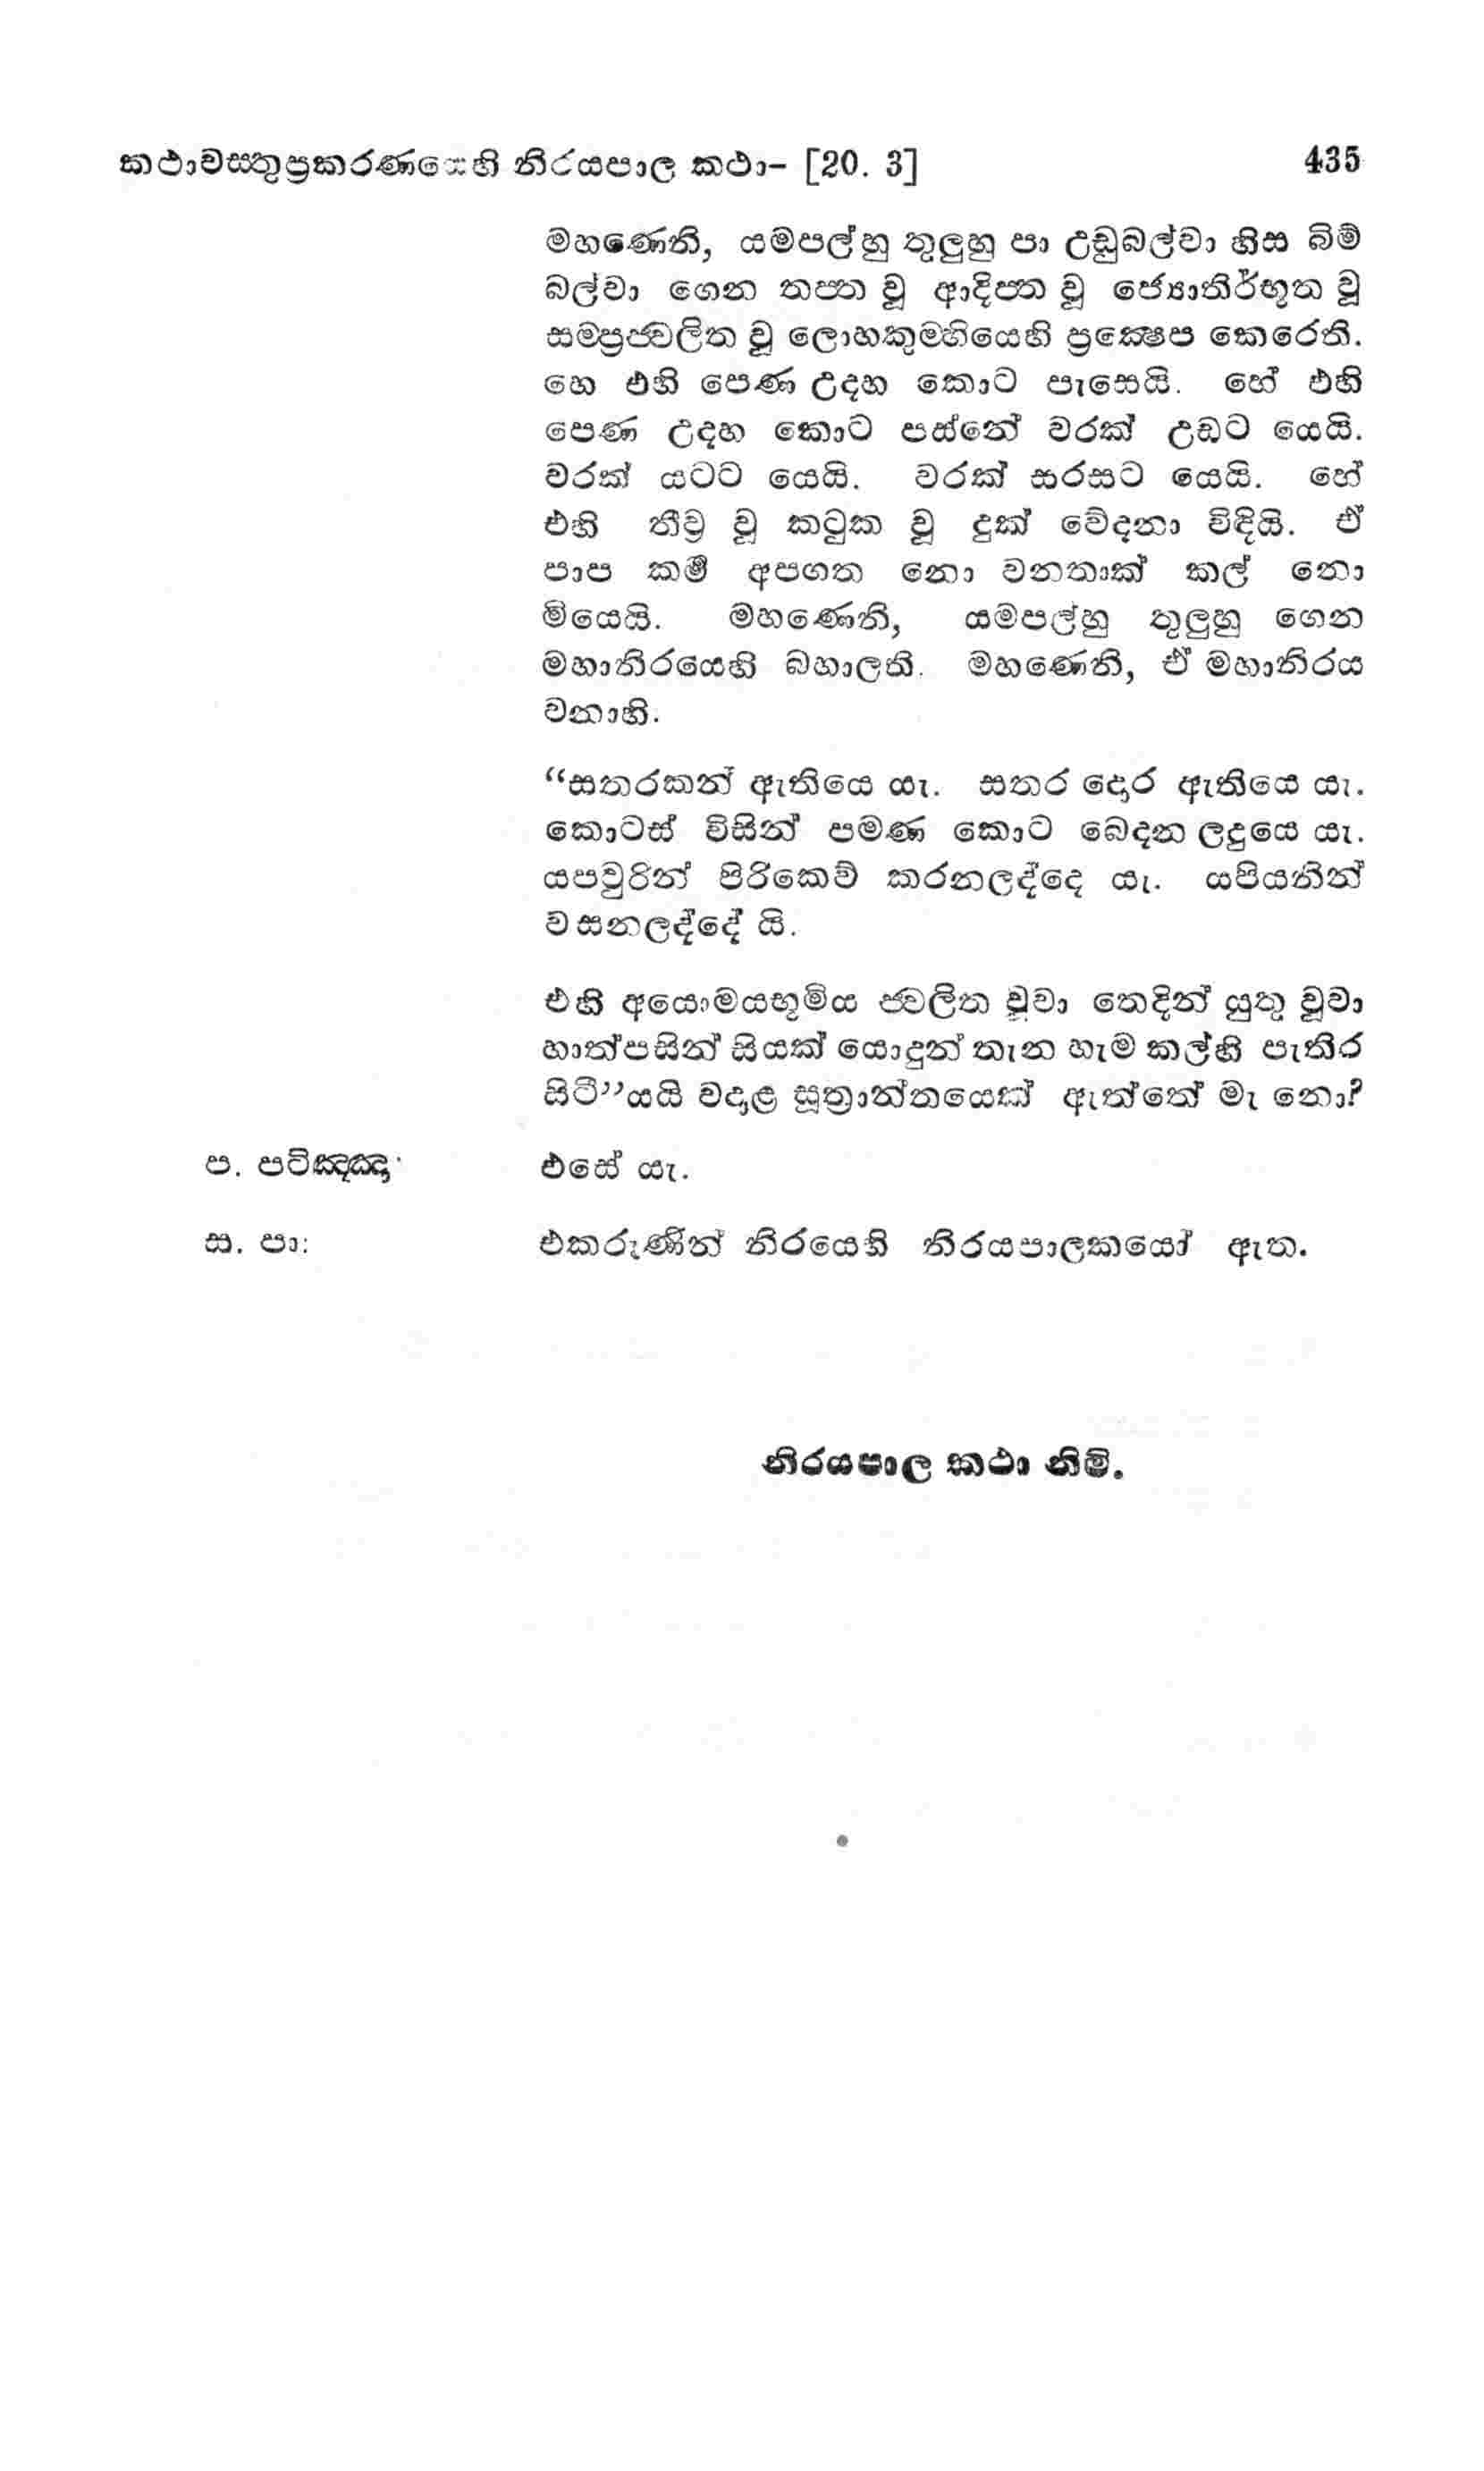 කථාවස්තුප්‍රකරණයෙහි නිරයපාල කථා- [20. 3] 435
මහණෙනි, යමපල්හු තුලුහු පා උඩුබල්වා හිස බිම්
බල්වා ගෙන තප්ත වූ ආදිප්ත වූ ජ්‍යොතිර්භූත වූ
සම්ප්‍රජ්වලිත වූ ලොහකුම්භියෙහි ප්‍රක්‍ෂෙප කෙරෙති.
හෙ එහි පෙණ උදහ කොට පැසෙයි. හේ එහි
පෙණ උදහ කොට පස්නේ වරක් උඩට යෙයි.
වරක් යටට යෙයි. වරක් සරසට යෙයි. හේ
එහි තීව්‍ර වූ කටුක වූ දුක් වේදනා විඳියි. ඒ
පාප කර්‍ම අපගත නො වනතාක් කල් නො
මියෙයි. මහණෙනි, යමපල්හු තුලුහු ගෙන
මහානිරයෙහි බහාලති. මහණෙනි, ඒ මහානිරය
වනාහි.
“සතරකන් ඇතියෙ යැ. සතර දොර ඇතියෙ යැ.
කොටස් විසින් පමණ කොට බෙදන ලදුයෙ යැ.
යපවුරින් පිරිකෙව් කරනලද්දෙ යැ. යපියනින්
වසනලද්දේ යි.
එහි අයොමයභූමිය ජ්වලිත වූවා තෙදින් යුතු වූවා
හාත්පසින් සියක් යොදුන් තැන හැම කල්හි පැතිර
සිටී”යයි වදාළ සූත්‍රාන්තයෙක් ඇත්තේ මැ නො?
ප. පටිඤ්ඤා එසේ යැ.
ස. පා: එකරුණින් නිරයෙහි නිරයපාලකයෝ ඇත.
නිරයපාල කථා නිමි.